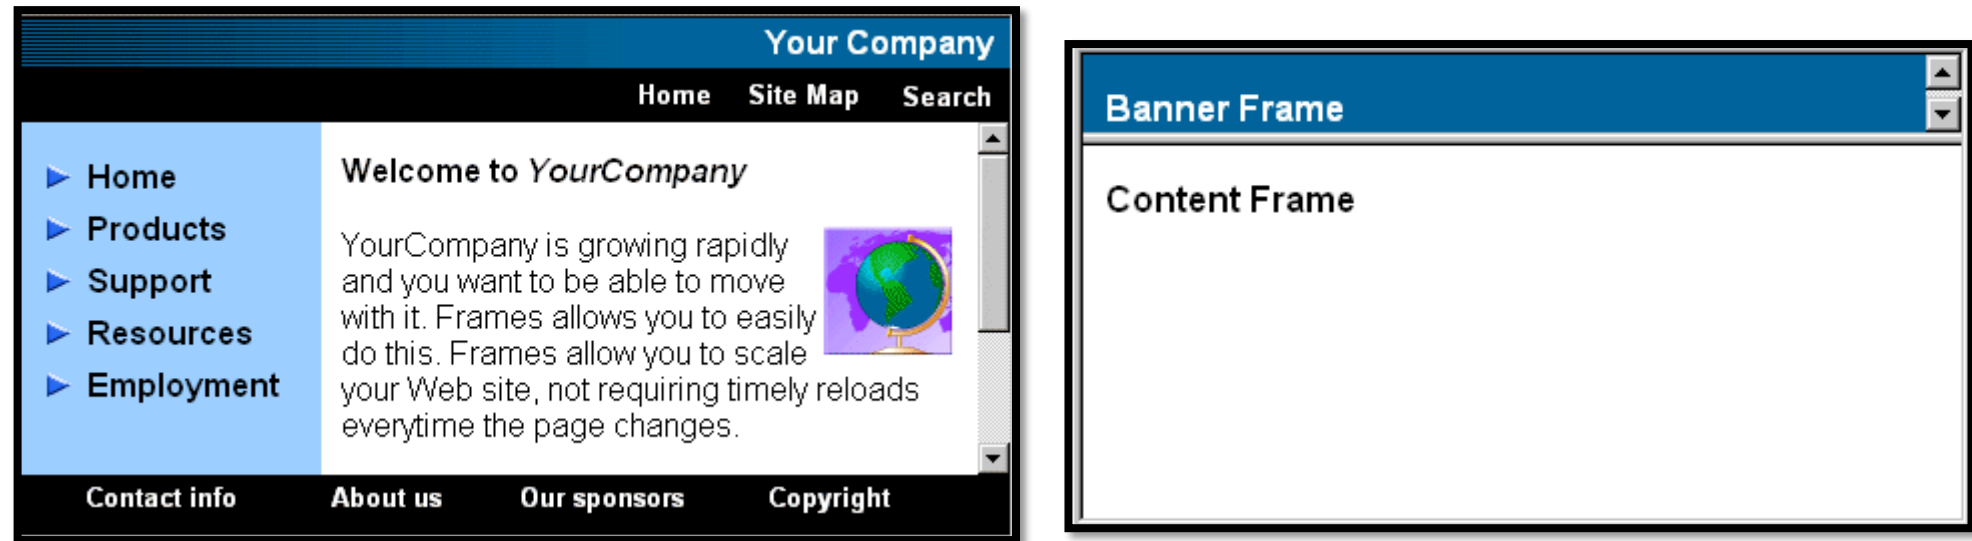 Your Company
Home Site Map Search
Home
Products
Support
Resources
Employment
Welcome to YourCompany
YourCompany is growing rapidly
and you want to be able to move
with it. Frames allows you to easily
do this. Frames allow you to scale
your Web site, not requiring timely reloads
everytime the page changes.
Contact info About us Our sponsors Copyright
Banner Frame
Content Frame